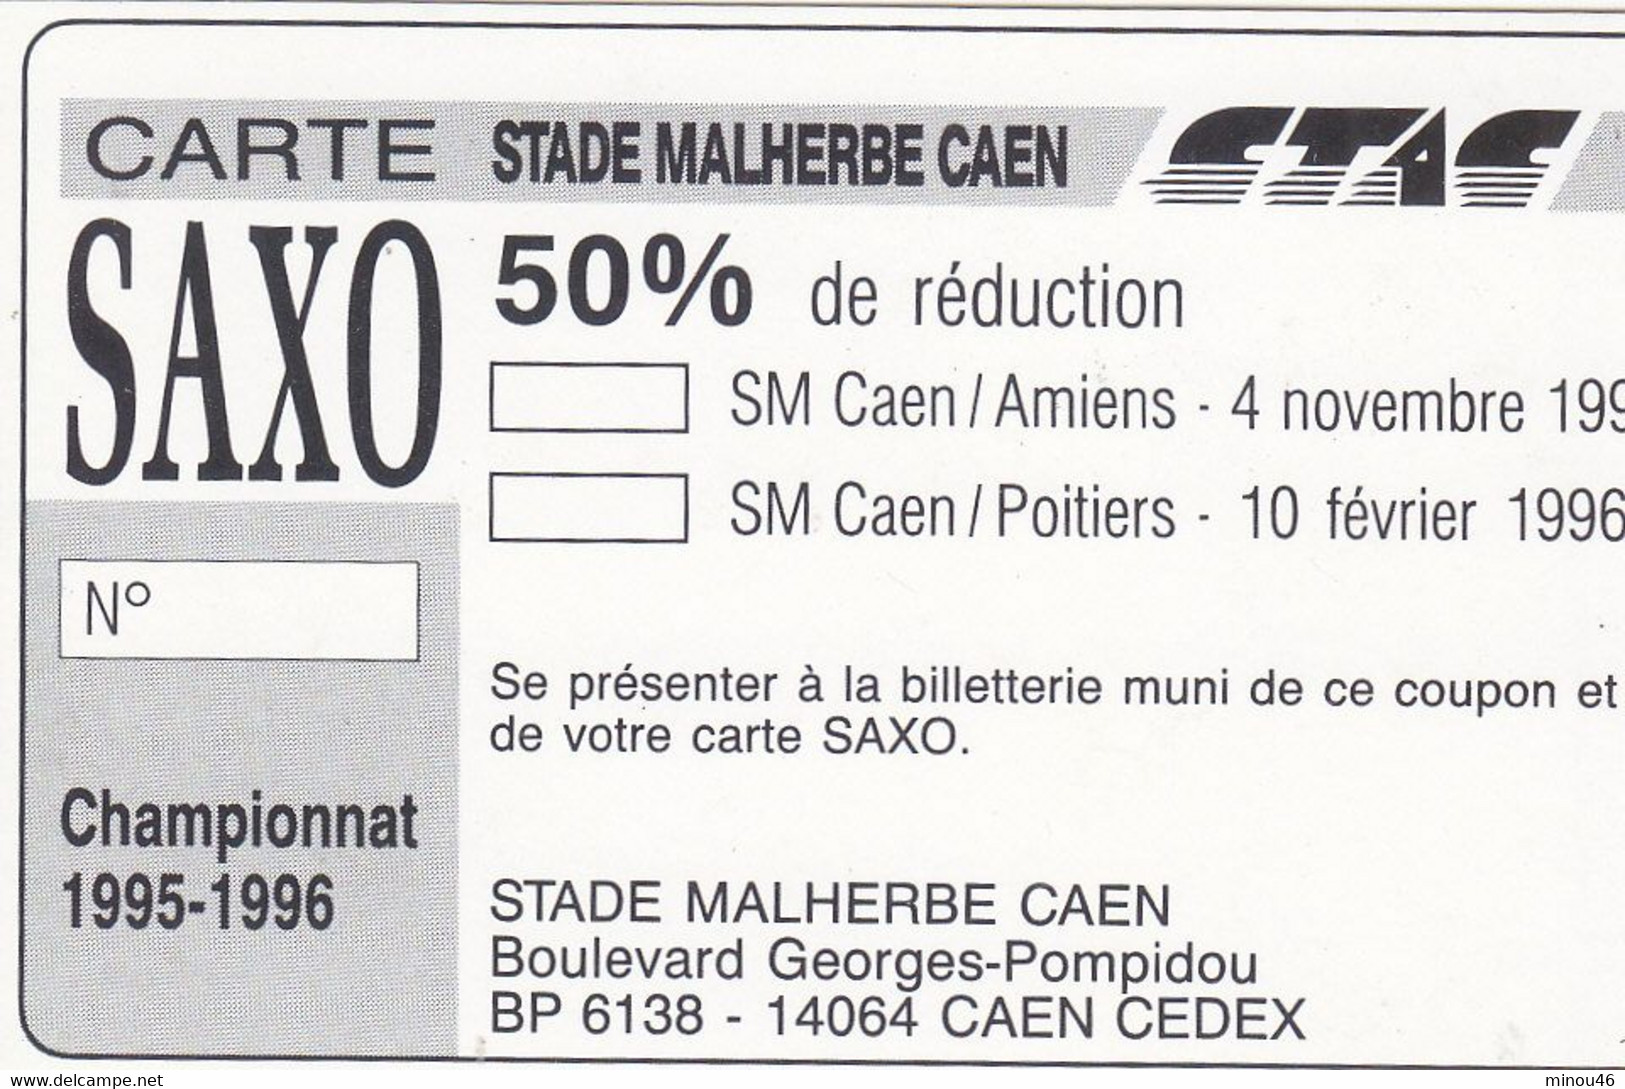 CARTE STADE MALHERBE CAEN STAC
SAXO
50% de réduction
SM Caen / Amiens - 4 novembre 199
SM Caen / Poitiers - 10 février 1996
N°
Se présenter à la billetterie muni de ce coupon et
de votre carte SAXO.
Championnat
1995-1996
STADE MALHERBE CAEN
Boulevard Georges-Pompidou
BP 6138 - 14064 CAEN CEDEX
www.delcampe.net
minou46